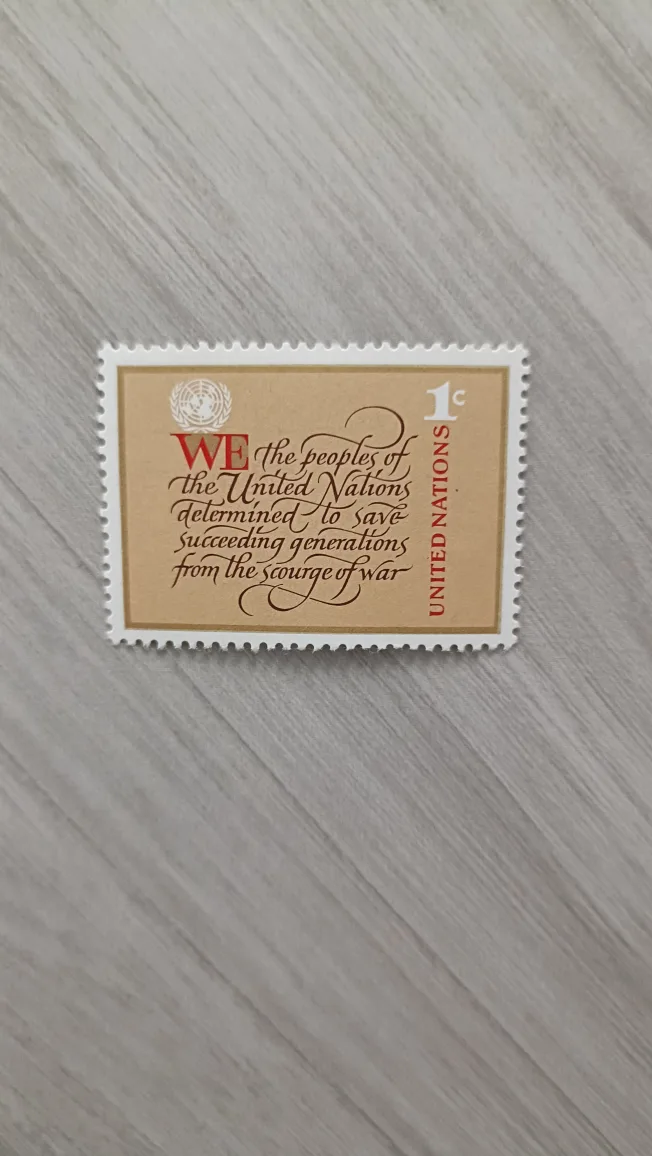 1c
WE the peoples of
the United Nations
determined to save
succeeding generations
from the scourge of war
UNITED NATIONS